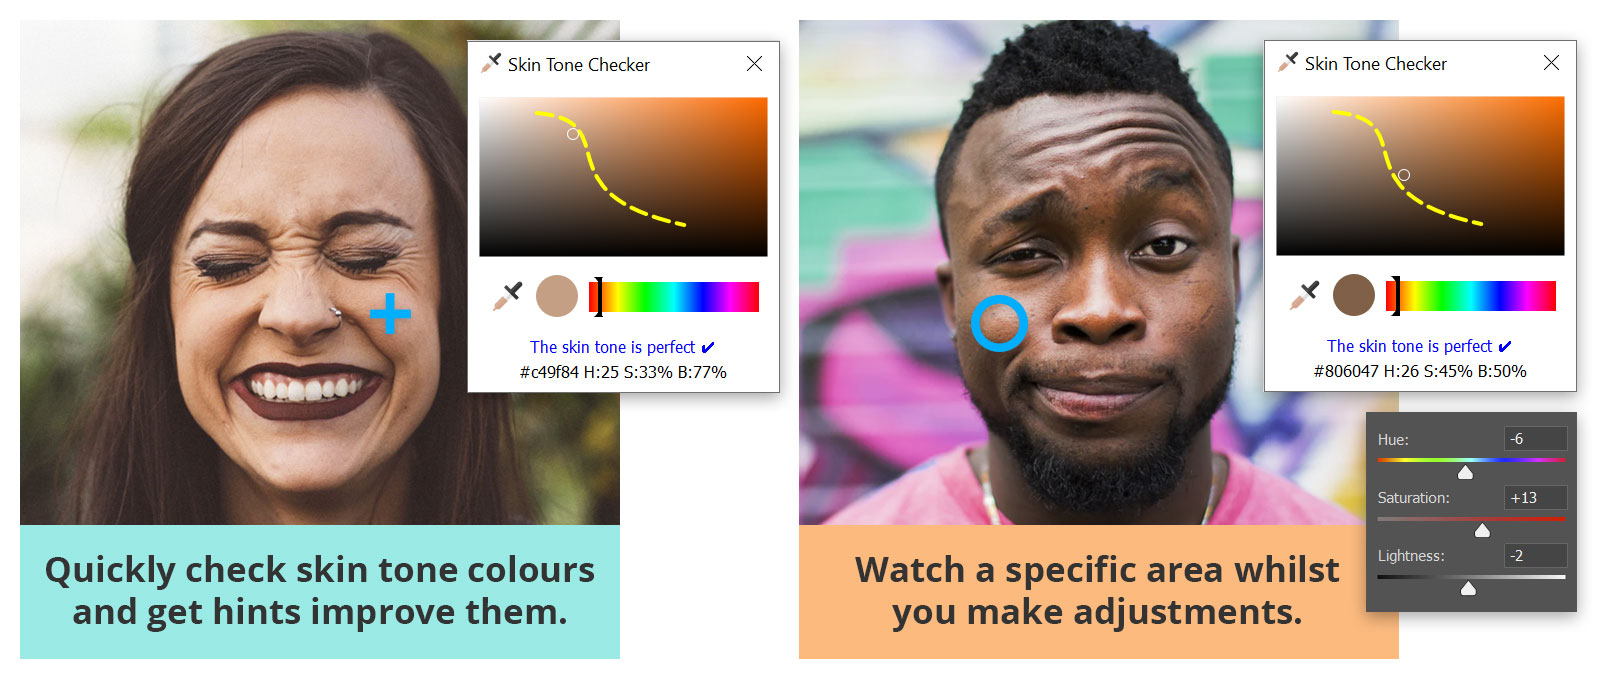 Skin Tone Checker
The skin tone is perfect ✔
#c49f84 H:25 S:33% B:77%
Quickly check skin tone colours
and get hints improve them.
Skin Tone Checker
The skin tone is perfect ✔
#806047 H:26 S:45% B:50%
Hue: -6
Saturation: +13
Lightness: -2
Watch a specific area whilst
you make adjustments.